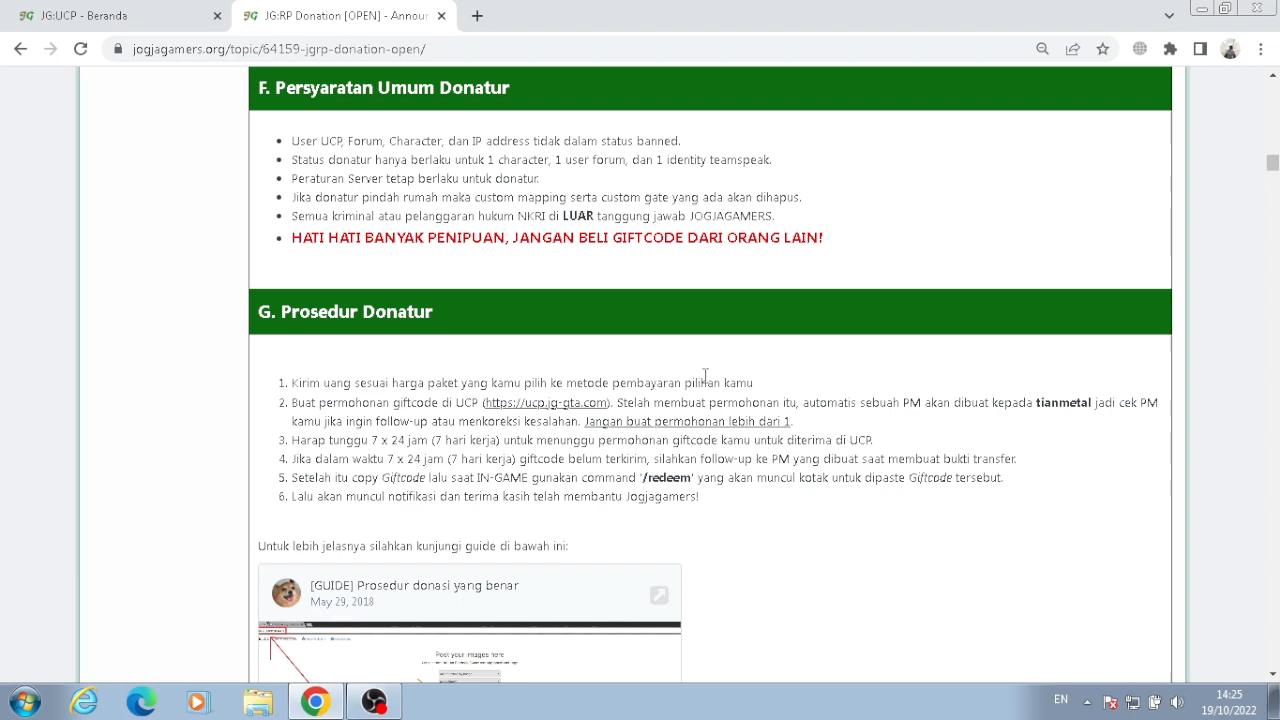 JG:UCP - Beranda
JG:RP Donation [OPEN] - Annour
jogjagamers.org/topic/64159-jgrp-donation-open/
F. Persyaratan Umum Donatur
User UCP, Forum, Character, dan IP address tidak dalam status banned.
Status donatur hanya berlaku untuk 1 character, 1 user forum, dan 1 identity teamspeak.
Peraturan Server tetap berlaku untuk donatur.
Jika donatur pindah rumah maka custom mapping serta custom gate yang ada akan dihapus.
Semua kriminal atau pelanggaran hukum NKRI di LUAR tanggung jawab JOGJAGAMERS.
HATI HATI BANYAK PENIPUAN, JANGAN BELI GIFTCODE DARI ORANG LAIN!
G. Prosedur Donatur
1. Kirim uang sesuai harga paket yang kamu pilih ke metode pembayaran pilihan kamu
2. Buat permohonan giftcode di UCP (https://ucp.jg-gta.com). Stelah membuat permohonan itu, automatis sebuah PM akan dibuat kepada tianmetal jadi cek PM
kamu jika ingin follow-up atau menkoreksi kesalahan. Jangan buat permohonan lebih dari 1.
3. Harap tunggu 7 x 24 jam (7 hari kerja) untuk menunggu permohonan giftcode kamu untuk diterima di UCP.
4. Jika dalam waktu 7 x 24 jam (7 hari kerja) giftcode belum terkirim, silahkan follow-up ke PM yang dibuat saat membuat bukti transfer.
5. Setelah itu copy Giftcode lalu saat IN-GAME gunakan command '/redeem' yang akan muncul kotak untuk dipaste Giftcode tersebut.
6. Lalu akan muncul notifikasi dan terima kasih telah membantu Jogjagamers!
Untuk lebih jelasnya silahkan kunjungi guide di bawah ini:
[GUIDE] Prosedur donasi yang benar
May 29, 2018
Post your images here
EN
14:25
19/10/2022